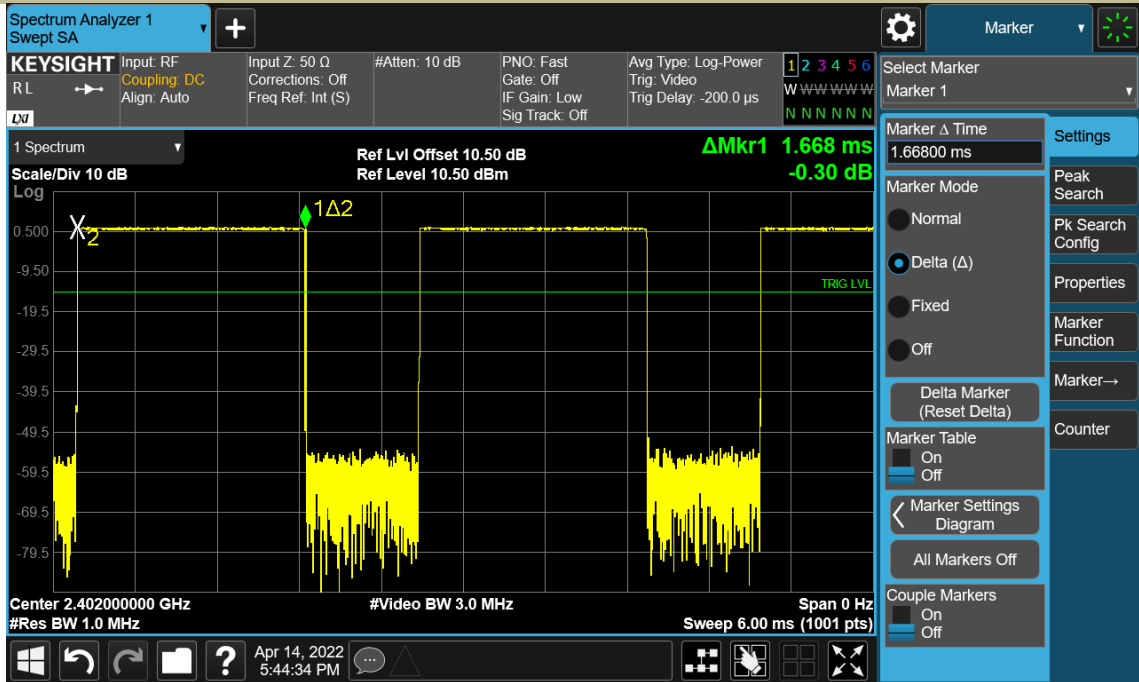 Spectrum Analyzer 1
Swept SA
+
Marker
KEYSIGHT
R L
LXI
Input: RF
Coupling: DC
Align: Auto
Input Z: 50 Ω
Corrections: Off
Freq Ref: Int (S)
#Atten: 10 dB
PNO: Fast
Gate: Off
IF Gain: Low
Sig Track: Off
Avg Type: Log-Power
Trig: Video
Trig Delay: -200.0 µs
1 2 3 4 5 6
W W W W W W
N N N N N N
Select Marker
Marker 1
1 Spectrum
Scale/Div 10 dB
Log
Ref Lvl Offset 10.50 dB
Ref Level 10.50 dBm
ΔMkr1 1.668 ms
-0.30 dB
0.500
-9.50
-19.5
-29.5
-39.5
-49.5
-59.5
-69.5
-79.5
X2
1Δ2
TRIG LVL
Center 2.402000000 GHz
#Res BW 1.0 MHz
#Video BW 3.0 MHz
Span 0 Hz
Sweep 6.00 ms (1001 pts)
Marker Δ Time
1.66800 ms
Marker Mode
Normal
Delta (Δ)
Fixed
Off
Delta Marker
(Reset Delta)
Marker Table
On
Off
Marker Settings
Diagram
All Markers Off
Couple Markers
On
Off
Settings
Peak
Search
Pk Search
Config
Properties
Marker
Function
Marker→
Counter
?
Apr 14, 2022
5:44:34 PM